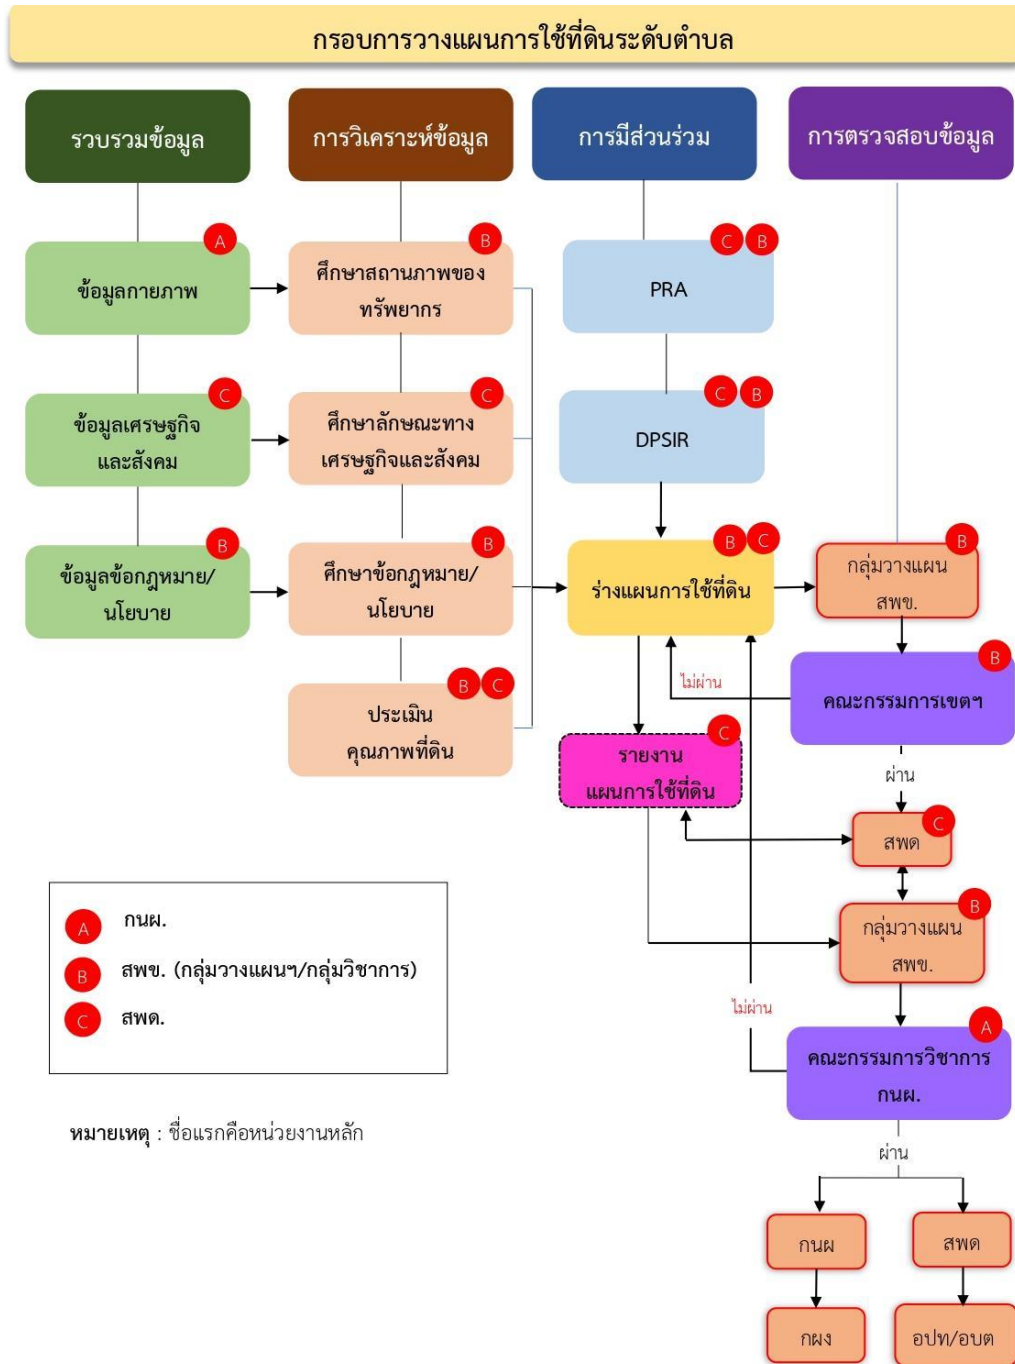 กรอบการวางแผนการใช้ที่ดินระดับตำบล
รวบรวมข้อมูล
การวิเคราะห์ข้อมูล
การมีส่วนร่วม
การตรวจสอบข้อมูล
A
ข้อมูลกายภาพ
B
ศึกษาสถานภาพของ
ทรัพยากร
C B
PRA
C
ข้อมูลเศรษฐกิจ
และสังคม
C
ศึกษาลักษณะทาง
เศรษฐกิจและสังคม
C B
DPSIR
B
ข้อมูลข้อกฎหมาย/
นโยบาย
B
ศึกษาข้อกฎหมาย/
นโยบาย
B C
ร่างแผนการใช้ที่ดิน
B
กลุ่มวางแผน
สพข.
B C
ประเมิน
คุณภาพที่ดิน
ไม่ผ่าน
B
คณะกรรมการเขตฯ
C
รายงาน
แผนการใช้ที่ดิน
ผ่าน
C
สพด
B
กลุ่มวางแผน
สพข.
A กนผ.
B สพข. (กลุ่มวางแผนฯ/กลุ่มวิชาการ)
C สพด.
ไม่ผ่าน
A
คณะกรรมการวิชาการ
กนผ.
หมายเหตุ : ชื่อแรกคือหน่วยงานหลัก
ผ่าน
กนผ
สพด
กผง
อปท/อบต